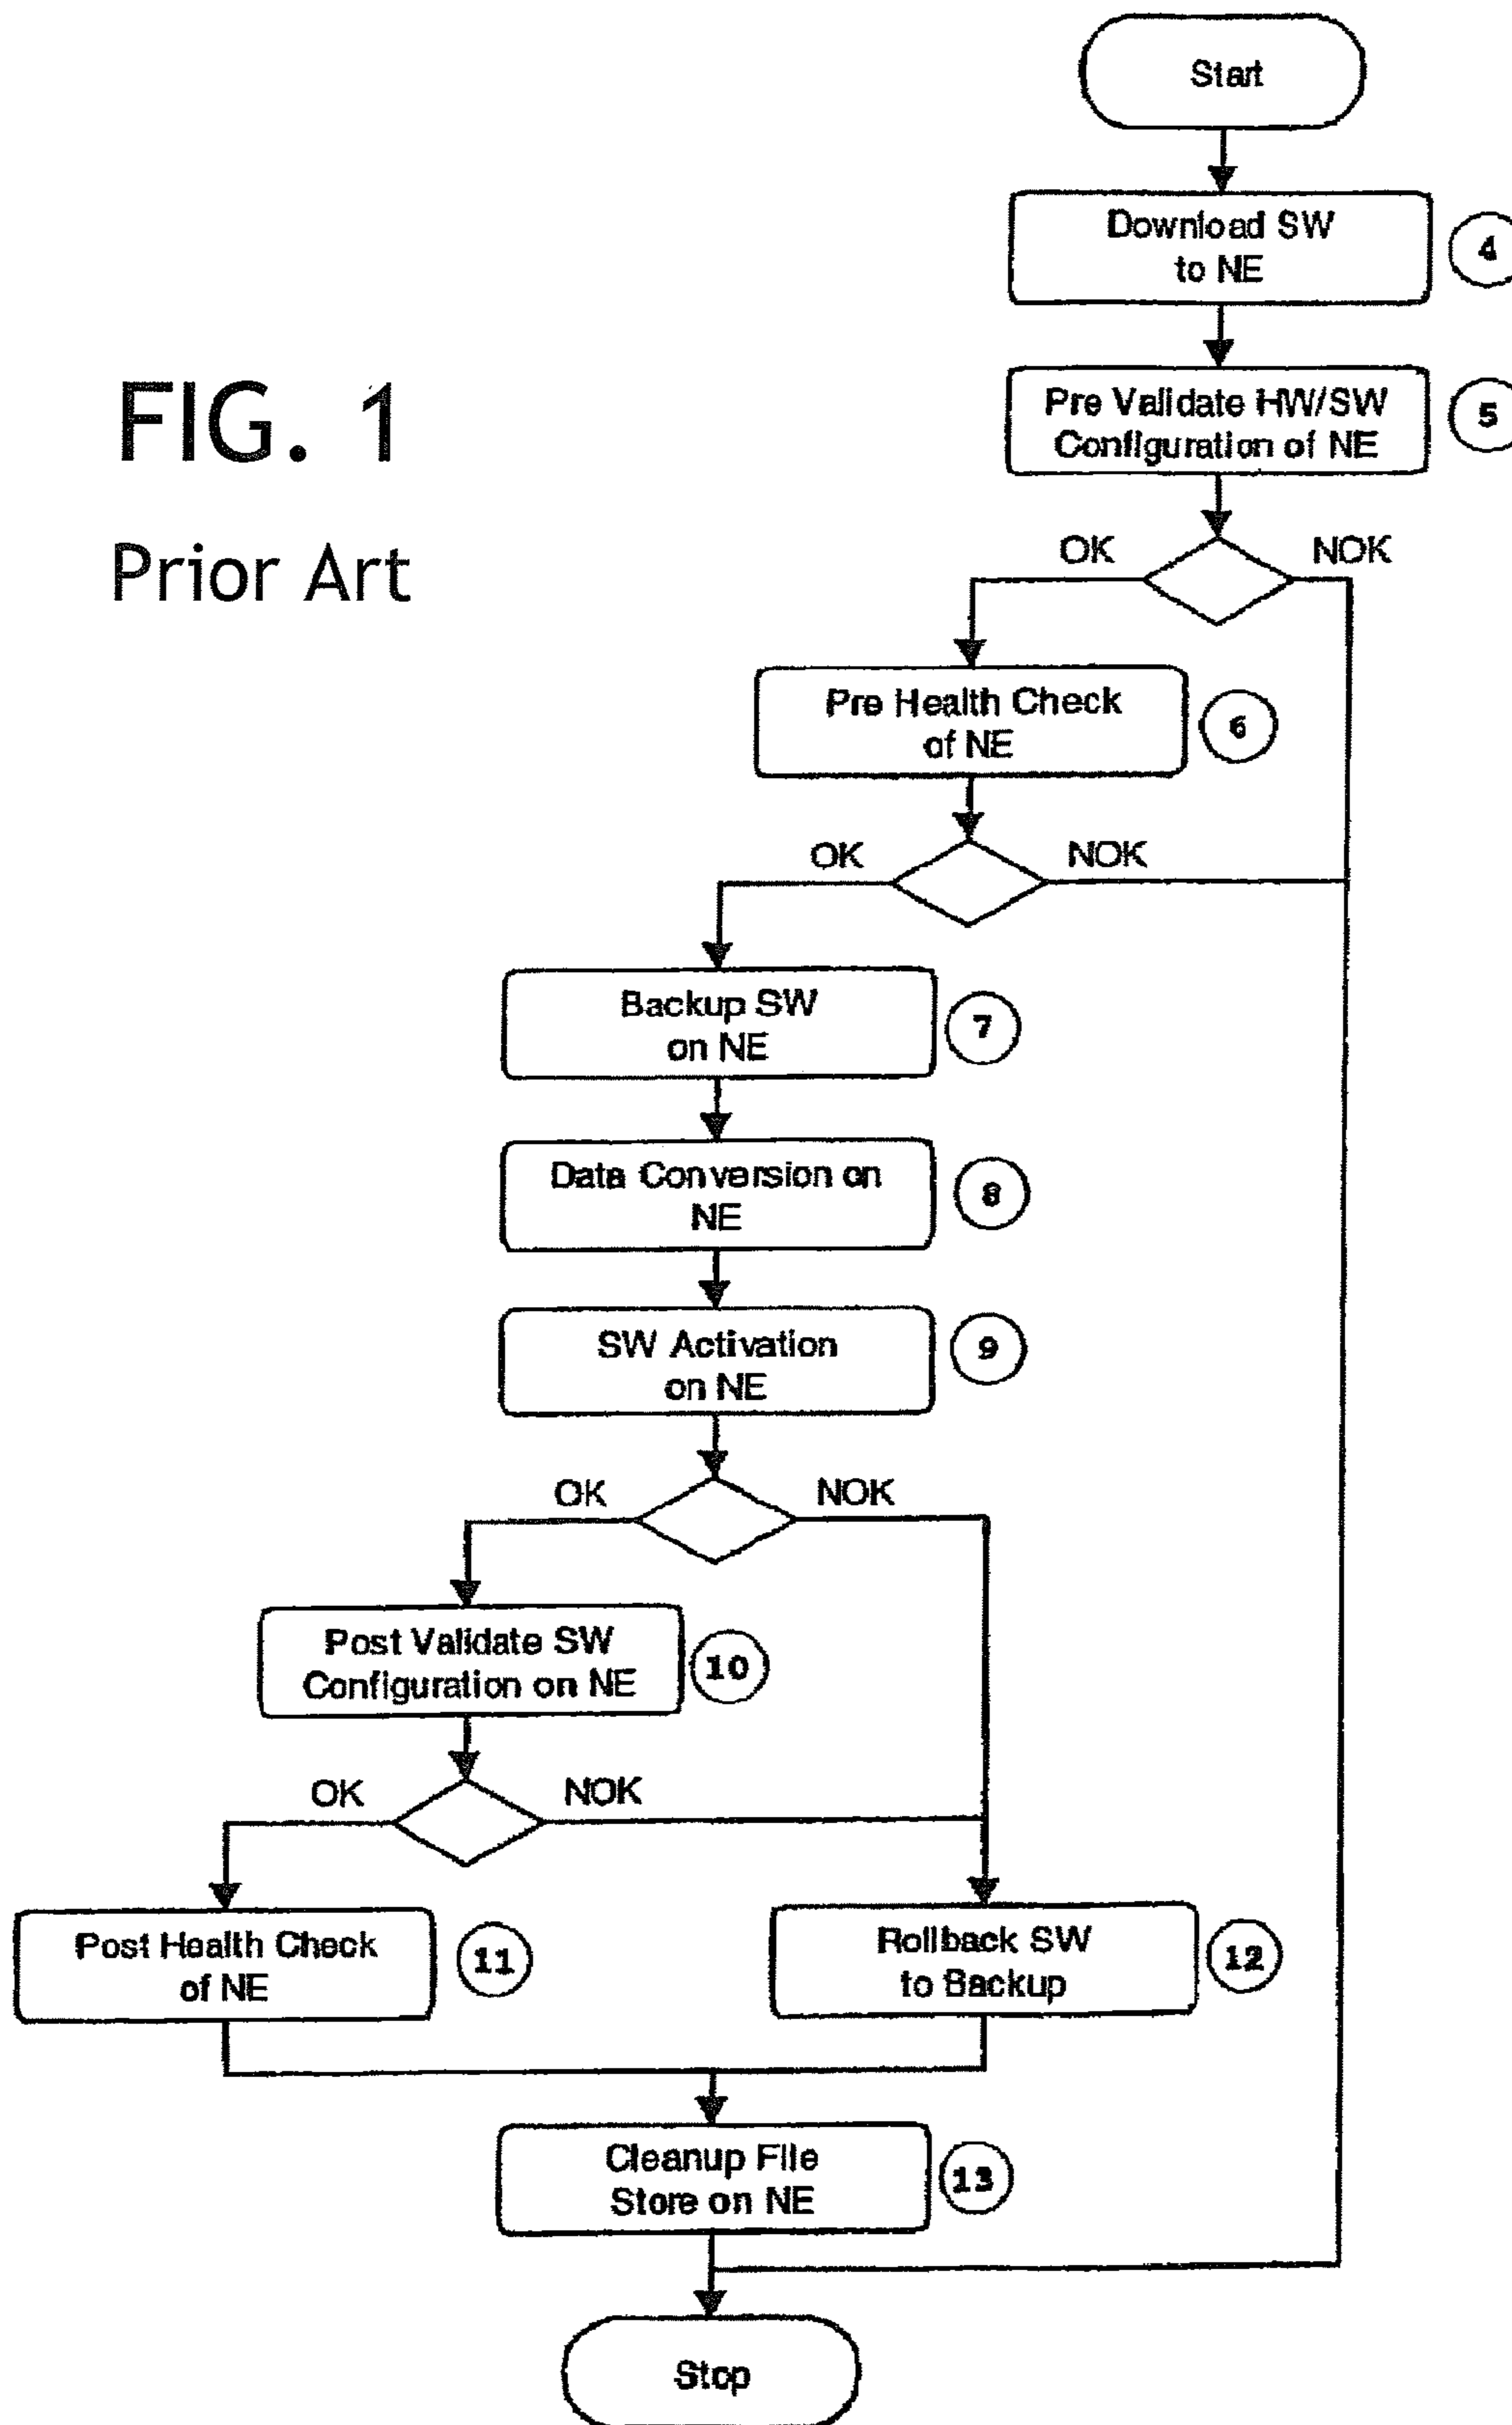 Start
Download SW
to NE
4
FIG. 1
Prior Art
Pre Validate HW/SW
Configuration of NE
5
OK
NOK
Pre Health Check
of NE
6
OK
NOK
Backup SW
on NE
7
Data Conversion on
NE
8
SW Activation
on NE
9
OK
NOK
Post Validate SW
Configuration on NE
10
OK
NOK
Post Health Check
of NE
11
Rollback SW
to Backup
12
Cleanup File
Store on NE
13
Stop